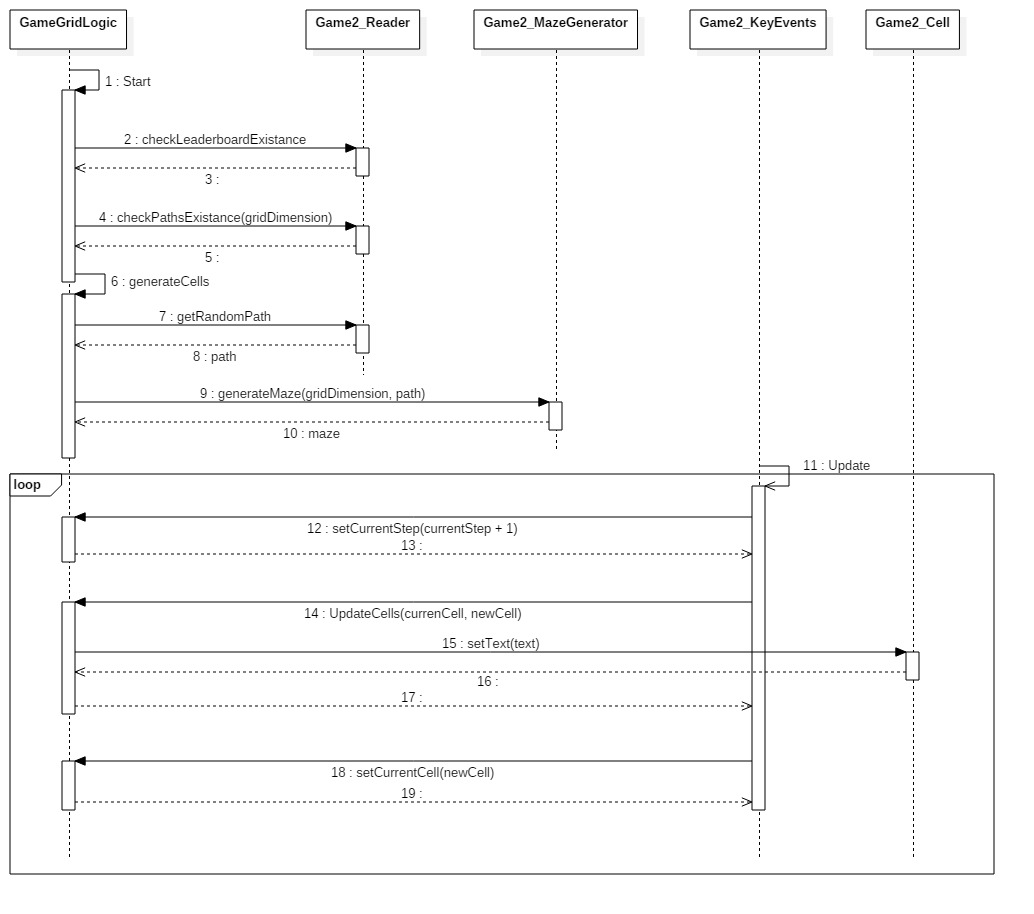 GameGridLogic
Game2_Reader
Game2_MazeGenerator
Game2_KeyEvents
Game2_Cell
1 : Start
2 : checkLeaderboardExistance
3 :
4 : checkPathsExistance(gridDimension)
5 :
6 : generateCells
7 : getRandomPath
8 : path
9 : generateMaze(gridDimension, path)
10 : maze
11 : Update
loop
12 : setCurrentStep(currentStep + 1)
13 :
14 : UpdateCells(currenCell, newCell)
15 : setText(text)
16 :
17 :
18 : setCurrentCell(newCell)
19 :